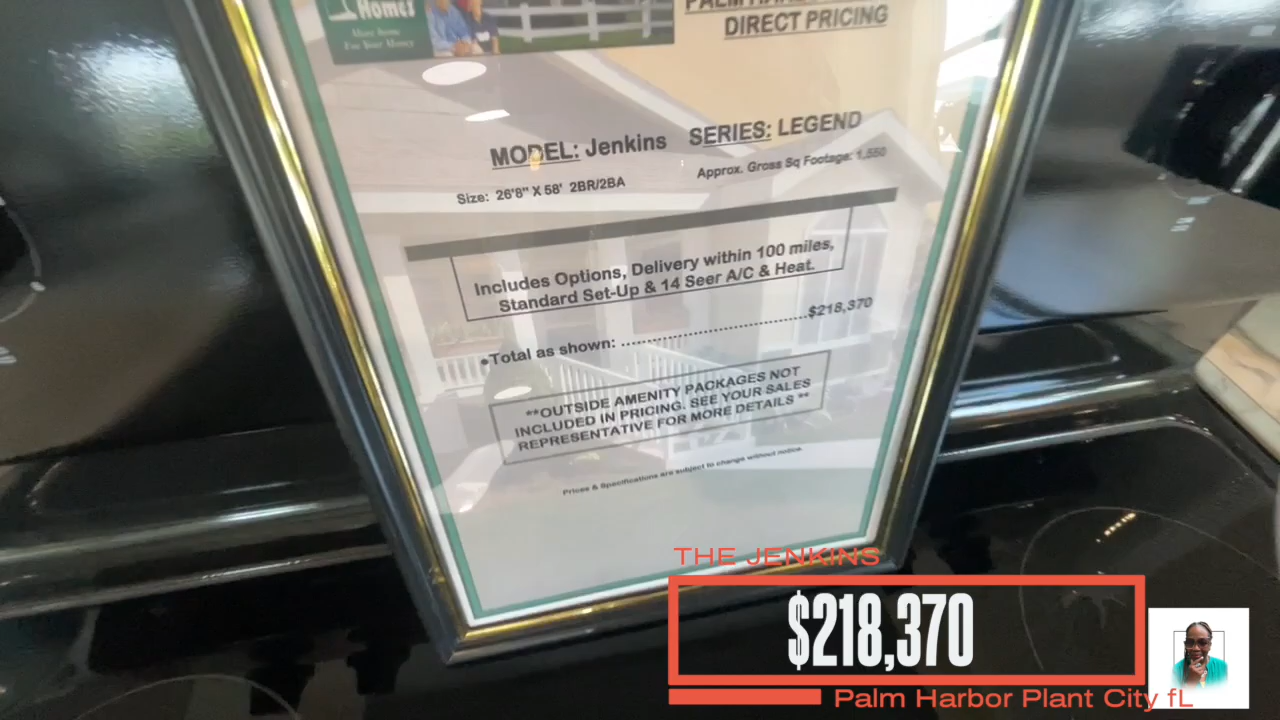 Homes
More home
For Your Money
DIRECT PRICING
MODEL: Jenkins SERIES: LEGEND
Size: 26'8" X 58' 2BR/2BA
Approx. Gross Sq Footage: 1,550
Includes Options, Delivery within 100 miles,
Standard Set-Up & 14 Seer A/C & Heat.
•Total as shown: ......................................$218,370
**OUTSIDE AMENITY PACKAGES NOT
INCLUDED IN PRICING. SEE YOUR SALES
REPRESENTATIVE FOR MORE DETAILS **
Prices & Specifications are subject to change without notice.
THE JENKINS
$218,370
Palm Harbor Plant City fL